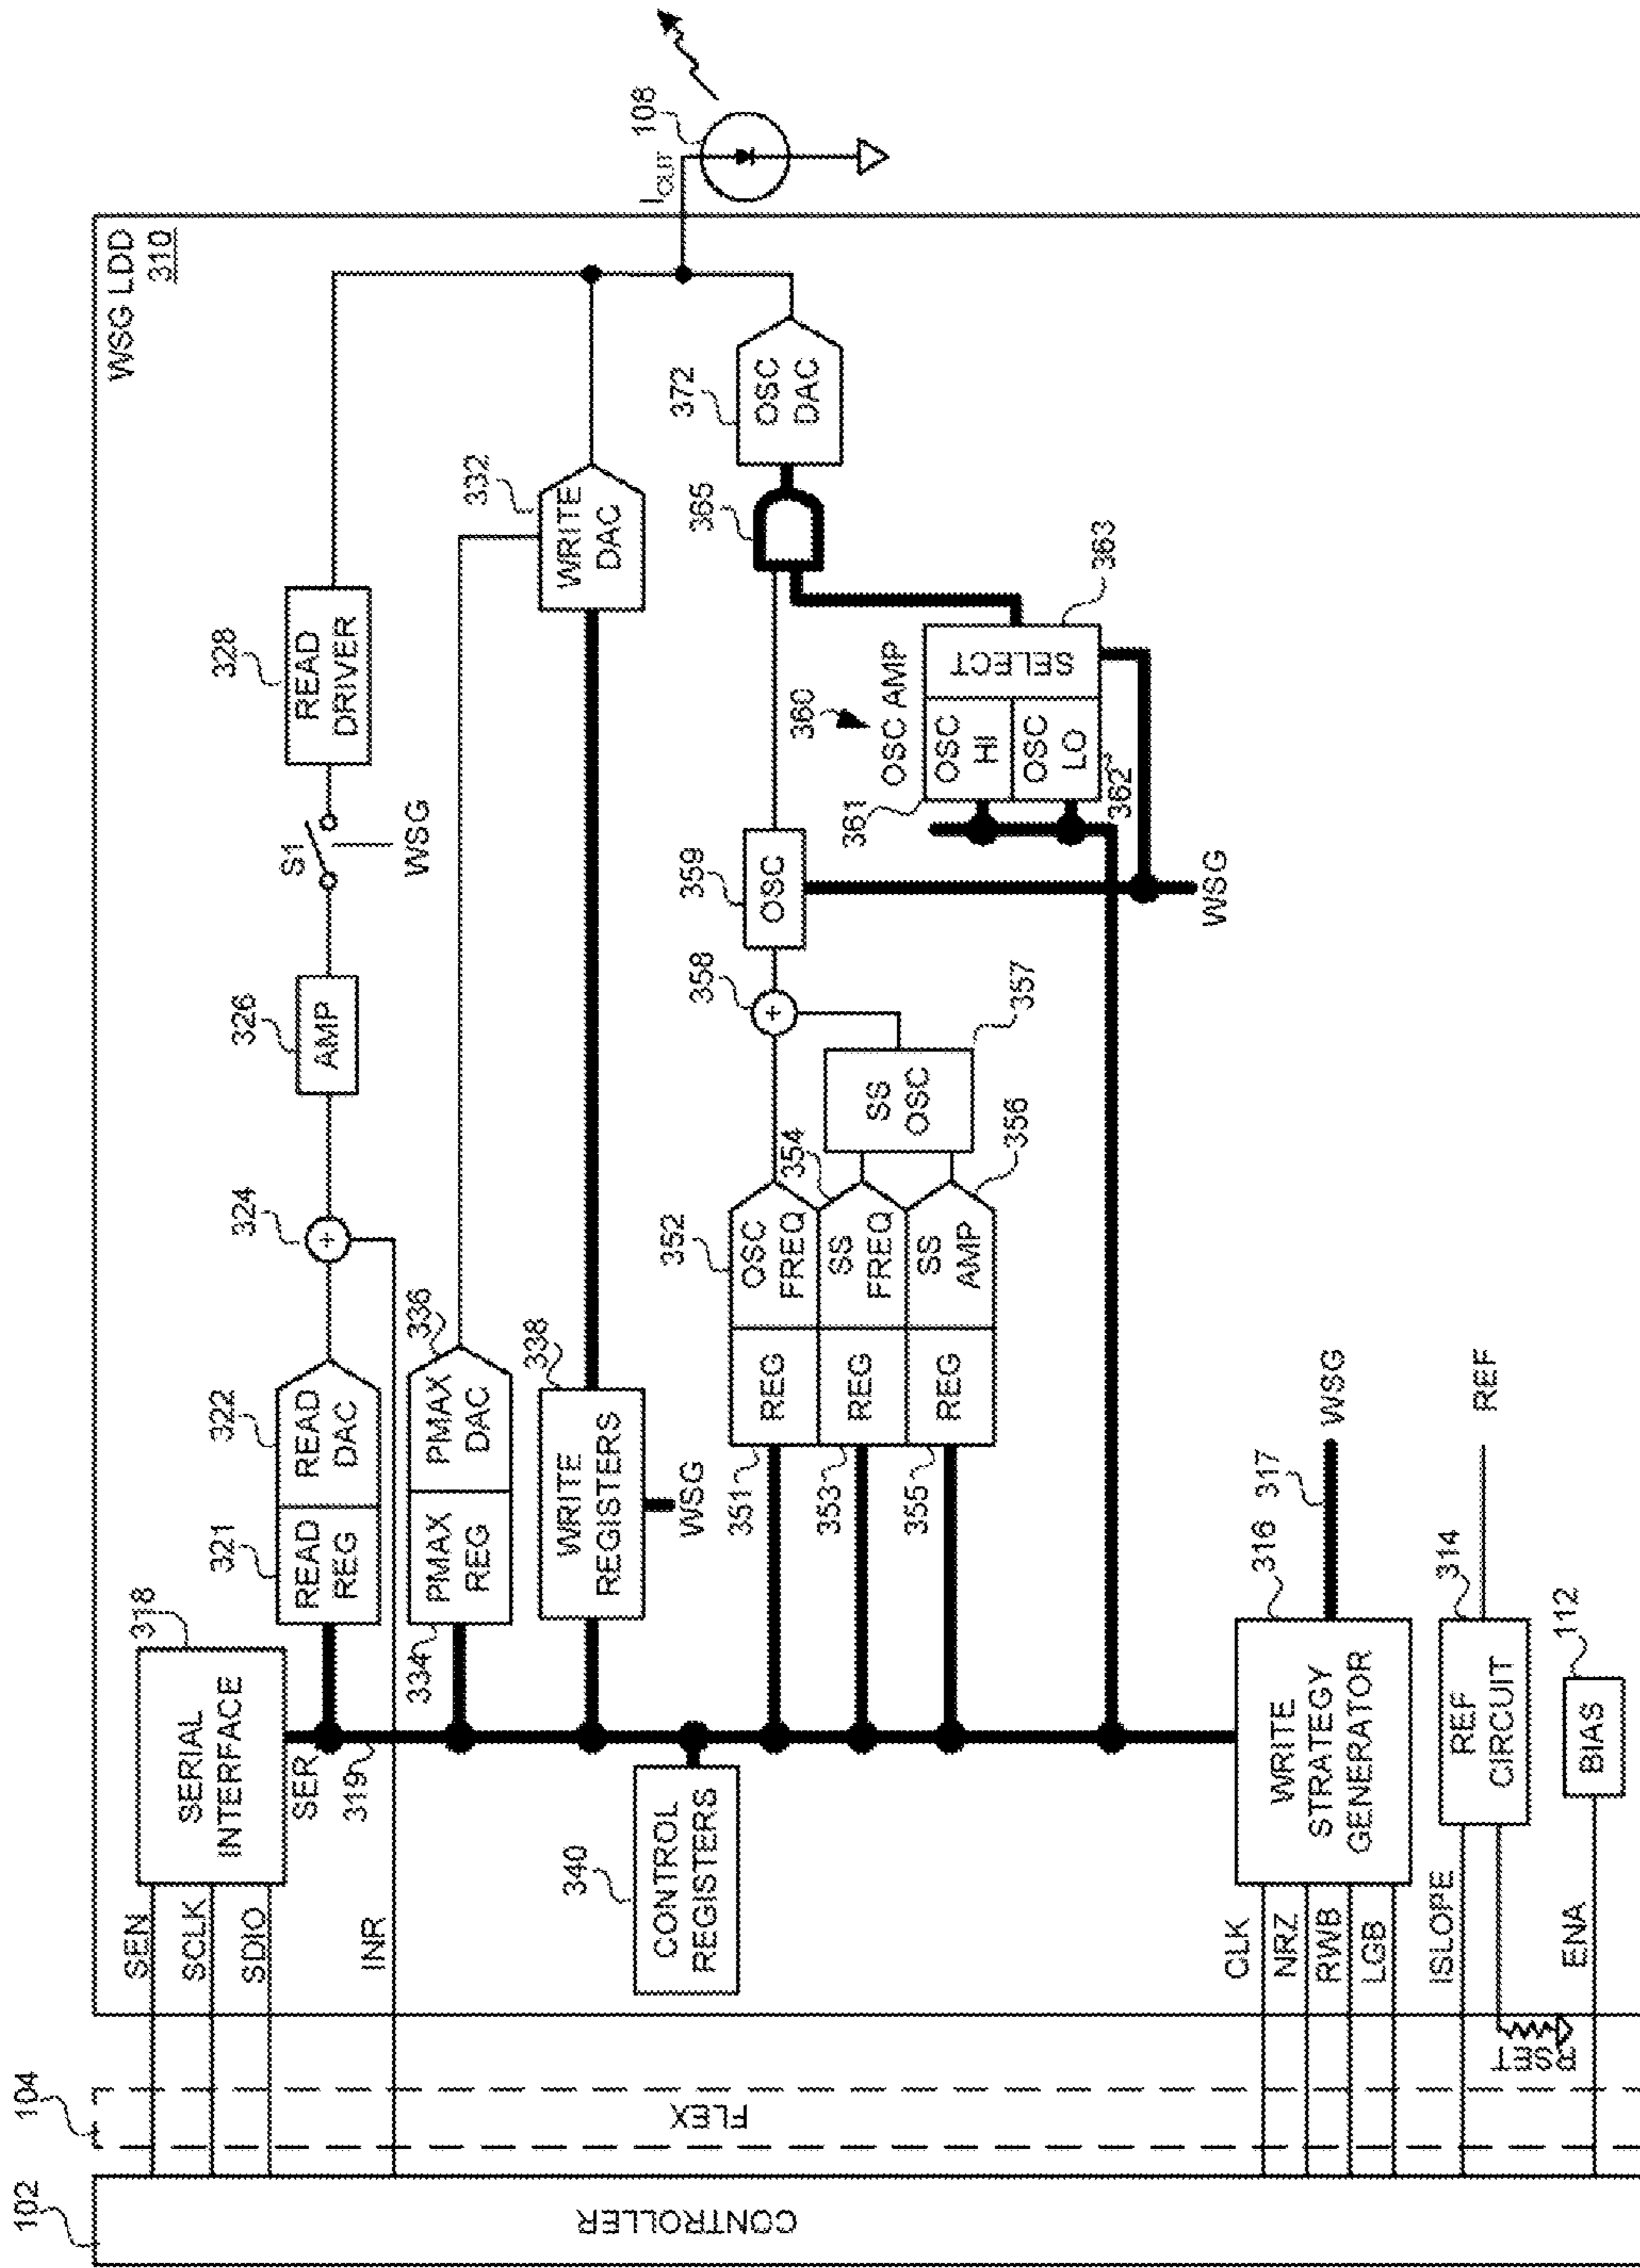 102
104
CONTROLLER
FLEX
WSG LDD
310
SEN
SCLK
SDIO
INR
318
SERIAL
INTERFACE
SER
319
321
322
READ
REG
READ
DAC
324
+
326
AMP
S1
WSG
328
READ
DRIVER
334
336
PMAX
REG
PMAX
DAC
332
WRITE
DAC
338
WRITE
REGISTERS
WSG
340
CONTROL
REGISTERS
351
352
REG
OSC
FREQ
353
354
REG
SS
FREQ
355
356
REG
SS
AMP
357
SS
OSC
358
+
359
OSC
360
OSC AMP
361
OSC
HI
362
OSC
LO
363
SELECT
WSG
365
372
OSC
DAC
IOUT
108
CLK
NRZ
RWB
LGB
316
WRITE
STRATEGY
GENERATOR
317
WSG
ISLOPE
RSET
314
REF
CIRCUIT
REF
ENA
112
BIAS